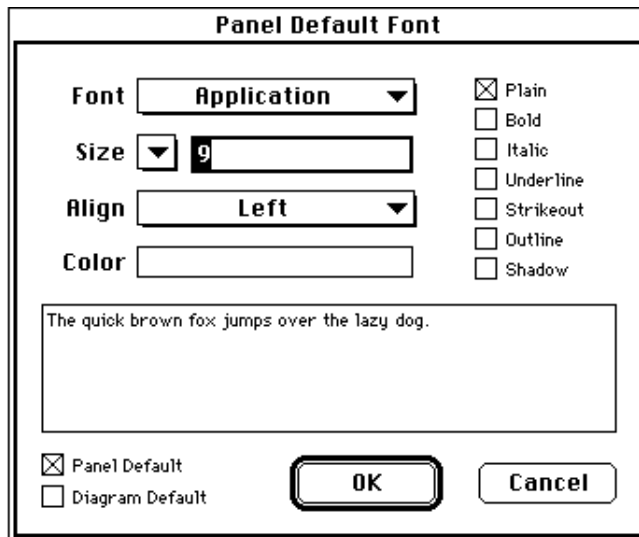 Panel Default Font
Font
Application
Size
9
Align
Left
Color
Plain
Bold
Italic
Underline
Strikeout
Outline
Shadow
The quick brown fox jumps over the lazy dog.
Panel Default
Diagram Default
OK
Cancel